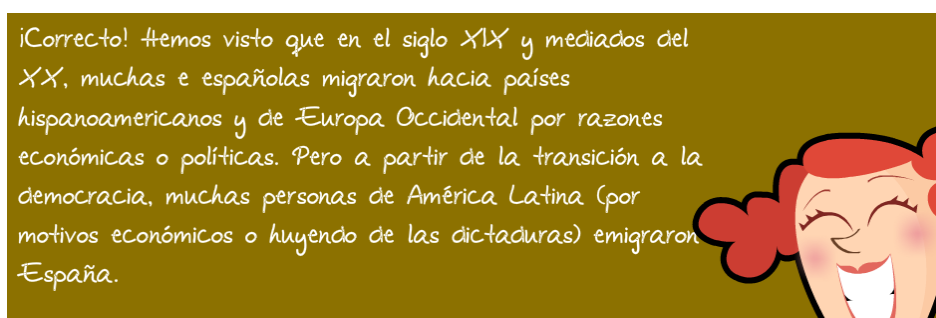 ¡Correcto! Hemos visto que en el siglo XIX y mediados del
XX, muchas e españolas migraron hacia países
hispanoamericanos y de Europa Occidental por razones
económicas o políticas. Pero a partir de la transición a la
democracia, muchas personas de América Latina (por
motivos económicos o huyendo de las dictaduras) emigraron
España.